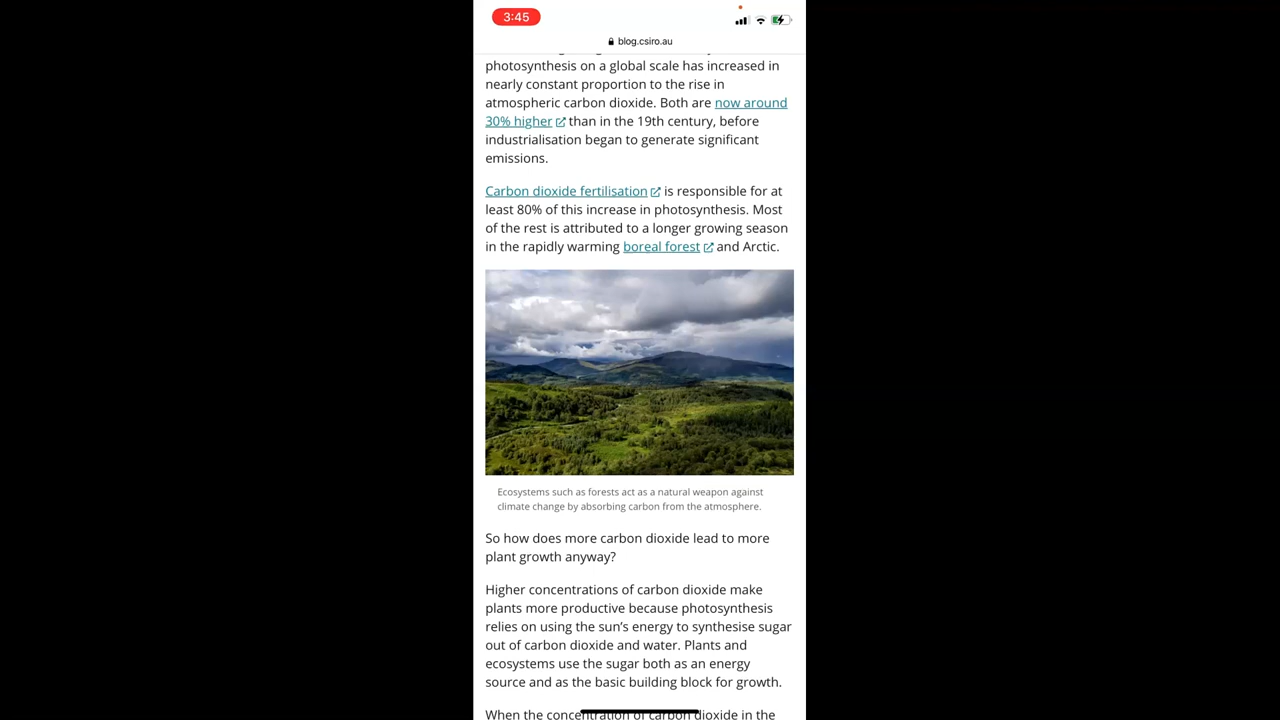 3:45
blog.csiro.au
photosynthesis on a global scale has increased in
nearly constant proportion to the rise in
atmospheric carbon dioxide. Both are now around
30% higher than in the 19th century, before
industrialisation began to generate significant
emissions.
Carbon dioxide fertilisation is responsible for at
least 80% of this increase in photosynthesis. Most
of the rest is attributed to a longer growing season
in the rapidly warming boreal forest and Arctic.
Ecosystems such as forests act as a natural weapon against
climate change by absorbing carbon from the atmosphere.
So how does more carbon dioxide lead to more
plant growth anyway?
Higher concentrations of carbon dioxide make
plants more productive because photosynthesis
relies on using the sun’s energy to synthesise sugar
out of carbon dioxide and water. Plants and
ecosystems use the sugar both as an energy
source and as the basic building block for growth.
When the concentration of carbon dioxide in the